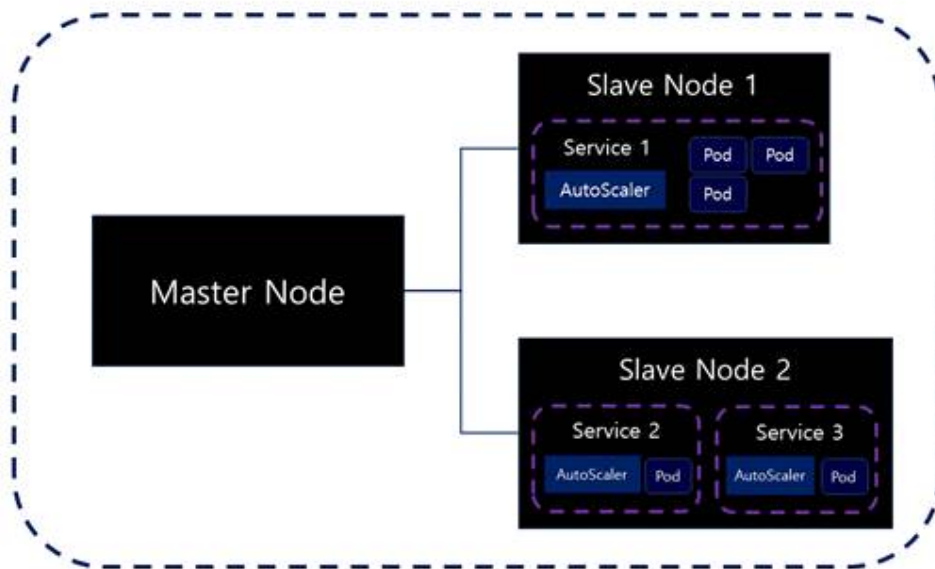 Slave Node 1
Service 1
Pod Pod
AutoScaler
Pod
Master Node
Slave Node 2
Service 2
AutoScaler Pod
Service 3
AutoScaler Pod